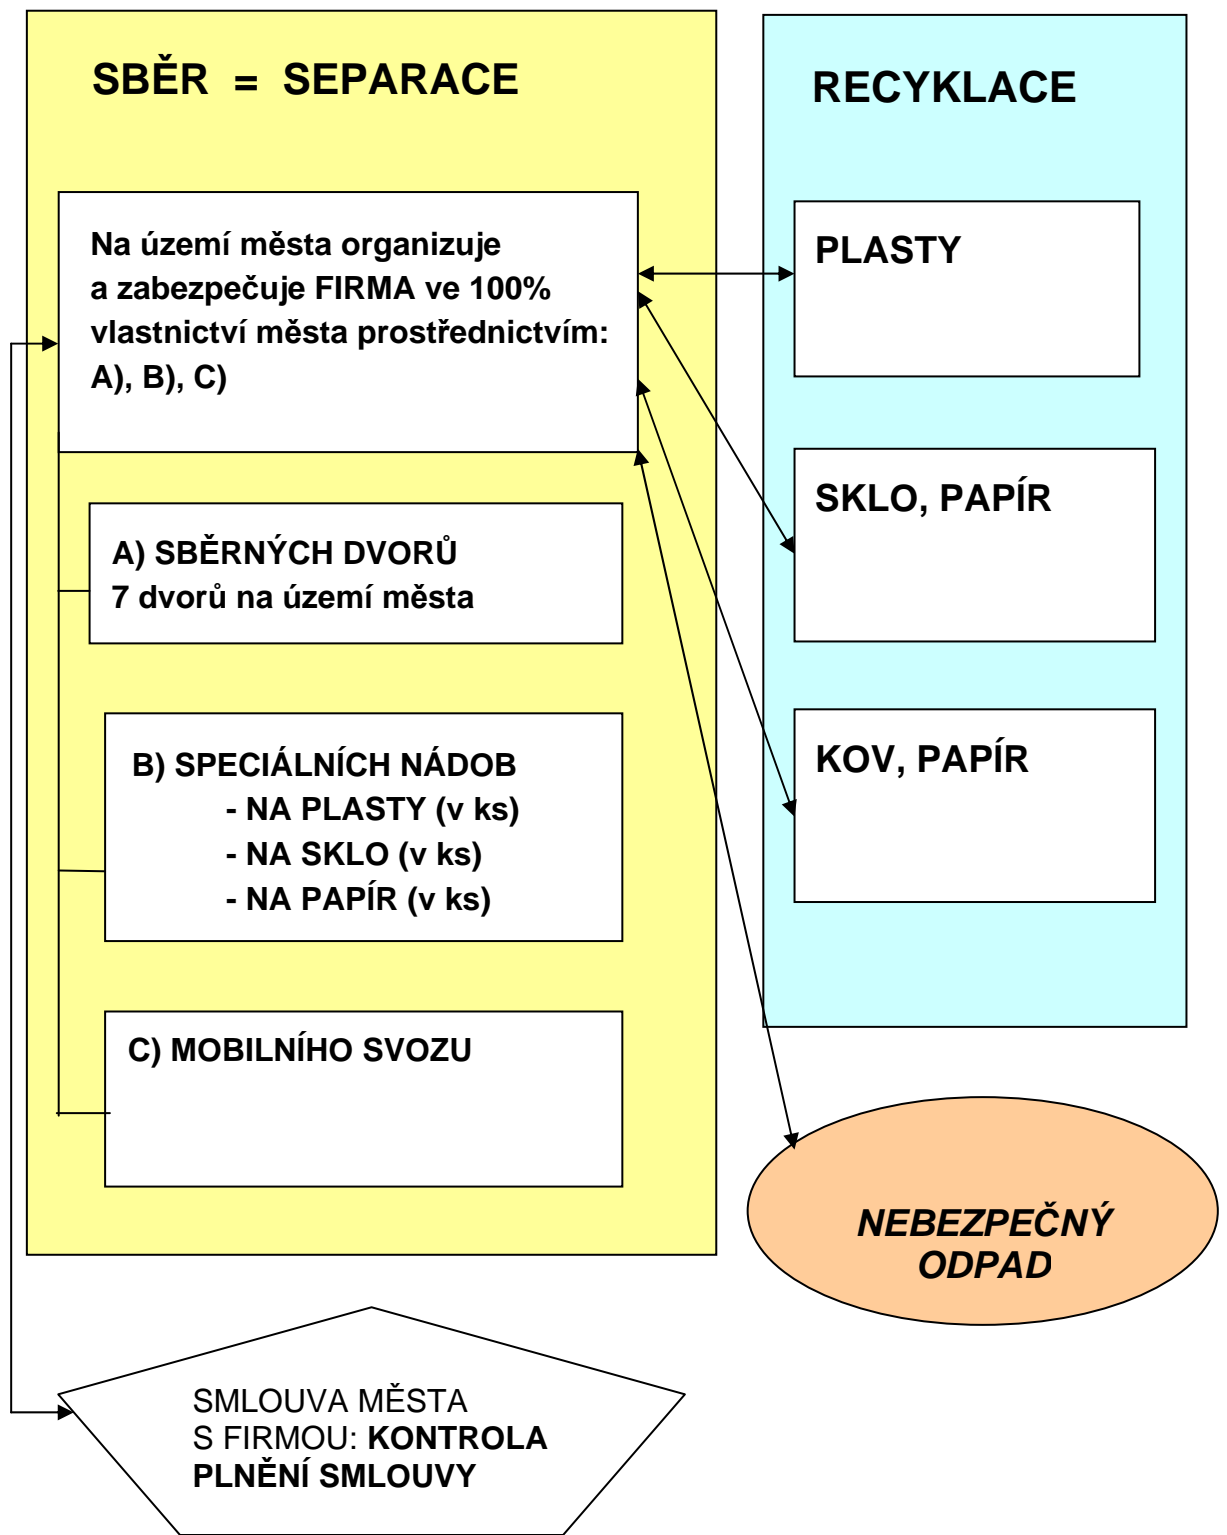 SBĚR = SEPARACE
Na území města organizuje
a zabezpečuje FIRMA ve 100%
vlastnictví města prostřednictvím:
A), B), C)
A) SBĚRNÝCH DVORŮ
7 dvorů na území města
B) SPECIÁLNÍCH NÁDOB
- NA PLASTY (v ks)
- NA SKLO (v ks)
- NA PAPÍR (v ks)
C) MOBILNÍHO SVOZU
RECYKLACE
PLASTY
SKLO, PAPÍR
KOV, PAPÍR
NEBEZPEČNÝ
ODPAD
SMLOUVA MĚSTA
S FIRMOU: KONTROLA
PLNĚNÍ SMLOUVY